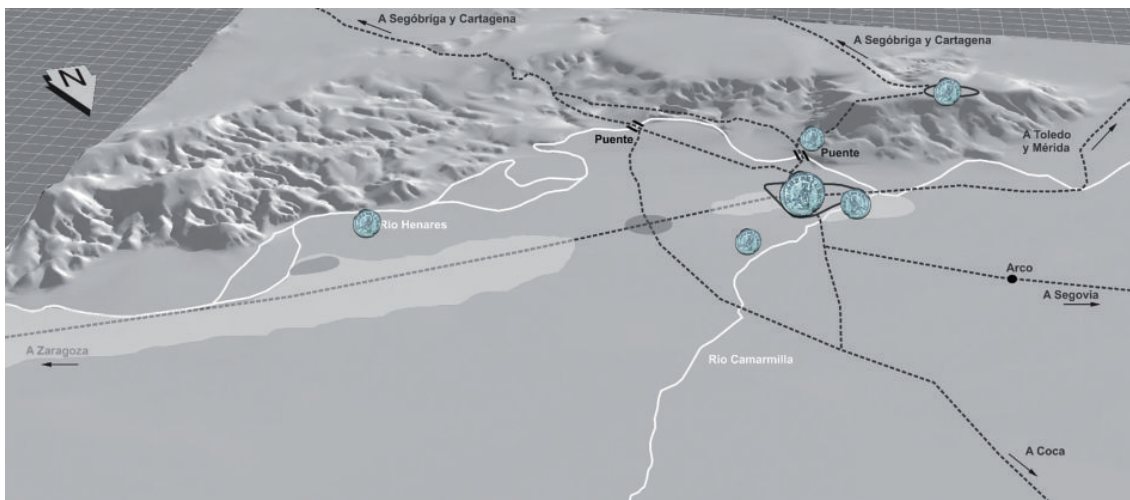 A Segóbriga y Cartagena
A Segóbriga y Cartagena
N
Puente
Puente
A Toledo
y Mérida
Río Henares
Arco
A Segovia
A Zaragoza
Río Camarmilla
A Coca